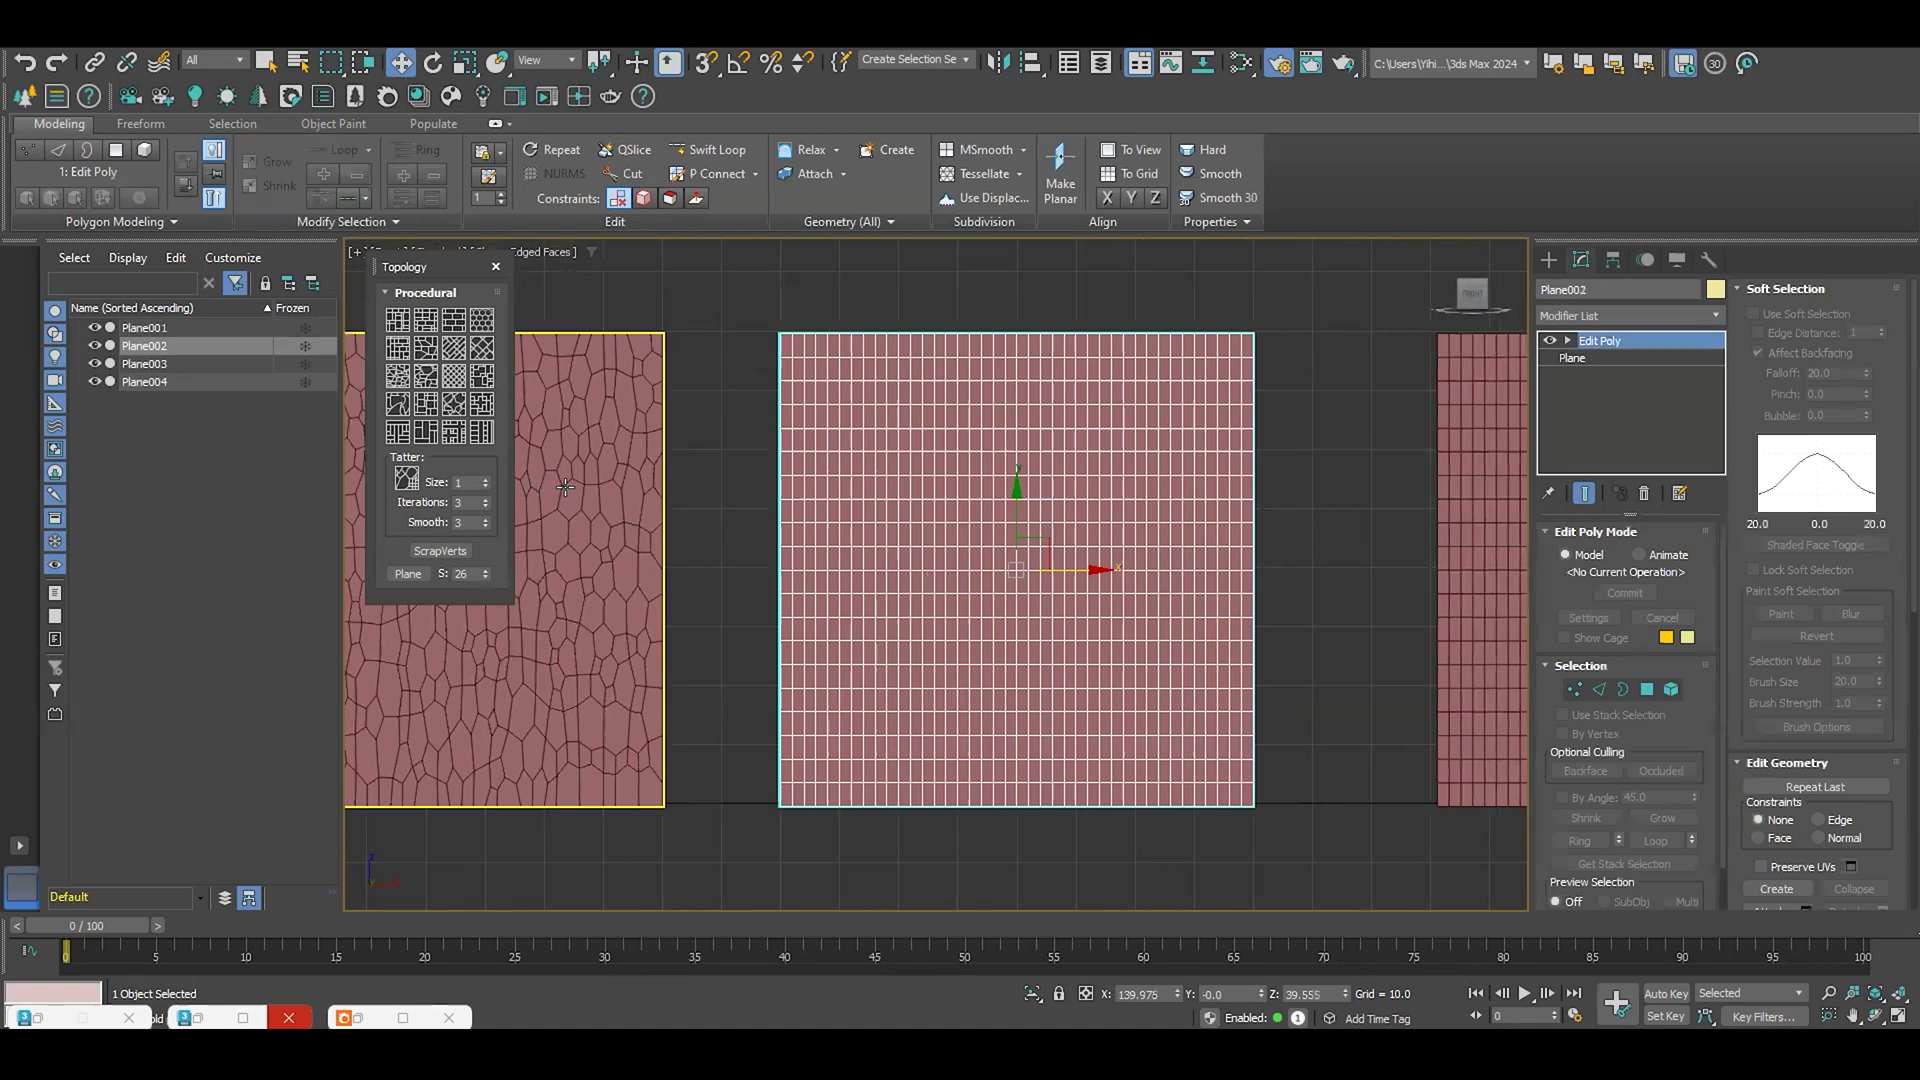 All
View
Create Selection Se
C:\Users\Yihi...\3ds Max 2024
30
Modeling
Freeform
Selection
Object Paint
Populate
1: Edit Poly
Polygon Modeling
Grow
Shrink
Loop
Ring
Modify Selection
1
Repeat
QSlice
Swift Loop
NURMS
Cut
P Connect
Constraints:
Edit
Relax
Create
Attach
Geometry (All)
MSmooth
Tessellate
Use Displac...
Subdivision
Make
Planar
To View
To Grid
X Y Z
Align
Hard
Smooth
Smooth 30
Properties
Select
Display
Edit
Customize
Name (Sorted Ascending)
Frozen
Plane001
Plane002
Plane003
Plane004
Default
Edged Faces ]
Topology
Procedural
Tatter:
Size: 1
Iterations: 3
Smooth: 3
ScrapVerts
Plane S: 26
FRONT
Plane002
Modifier List
Edit Poly
Plane
Edit Poly Mode
Model
Animate
<No Current Operation>
Commit
Settings
Cancel
Show Cage
Selection
Use Stack Selection
By Vertex
Optional Culling
Backface
Occluded
By Angle: 45.0
Shrink
Grow
Ring
Loop
Get Stack Selection
Preview Selection
Off
SubObj
Multi
Soft Selection
Use Soft Selection
Edge Distance: 1
Affect Backfacing
Falloff: 20.0
Pinch: 0.0
Bubble: 0.0
20.0
0.0
20.0
Shaded Face Toggle
Lock Soft Selection
Paint Soft Selection
Paint
Blur
Revert
Selection Value 1.0
Brush Size 20.0
Brush Strength 1.0
Brush Options
Edit Geometry
Repeat Last
Constraints
None
Edge
Face
Normal
Preserve UVs
Create
Collapse
0 / 100
0 5 10 15 20 25 30 35 40 45 50 55 60 65 70 75 80 85 90 95 100
1 Object Selected
X: 139.975
Y: -0.0
Z: 39.555
Grid = 10.0
Enabled:
1
Add Time Tag
0
Auto Key
Selected
Set Key
Key Filters...